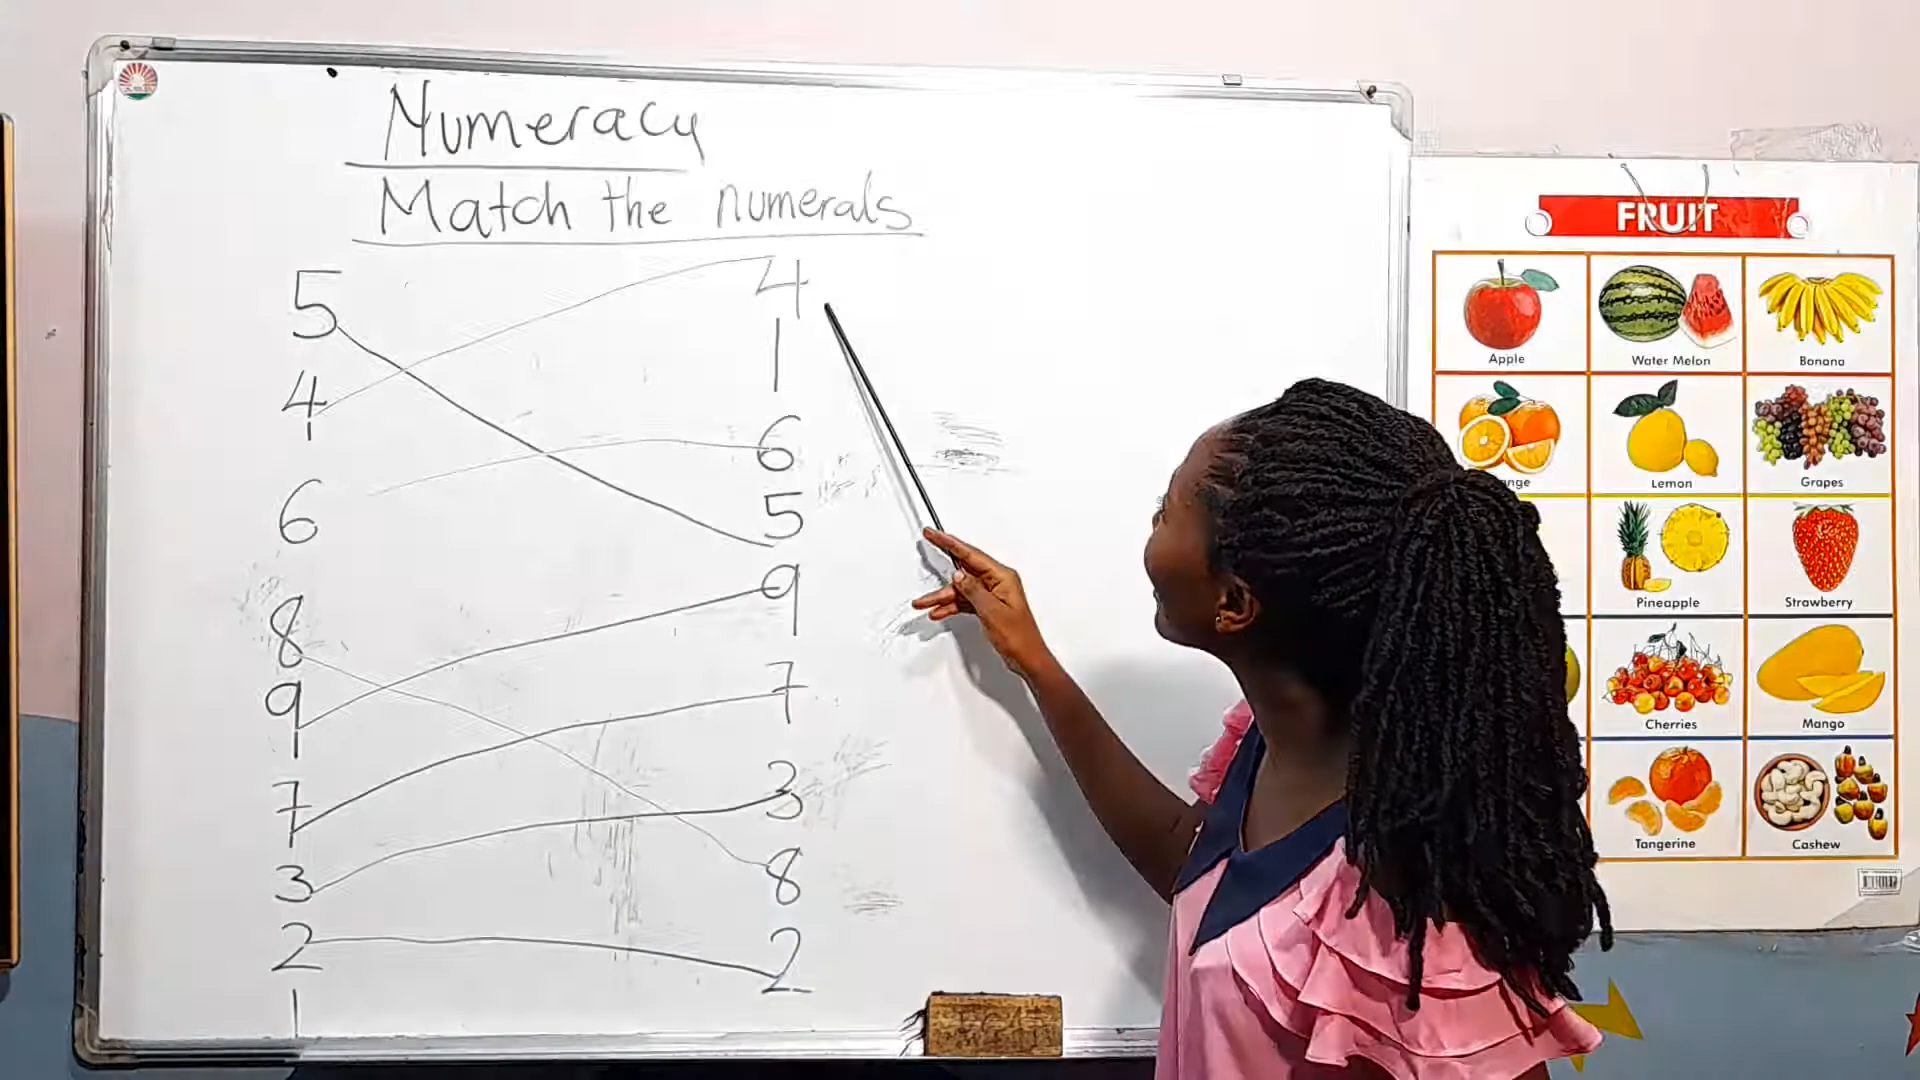 Numeracy
Match the numerals
5 4
4 1
6 6
8 5
9 9
7 7
3 3
2 8
1 2
FRUIT
Apple Water Melon Banana
nge Lemon Grapes
Pineapple Strawberry
Cherries Mango
Tangerine Cashew